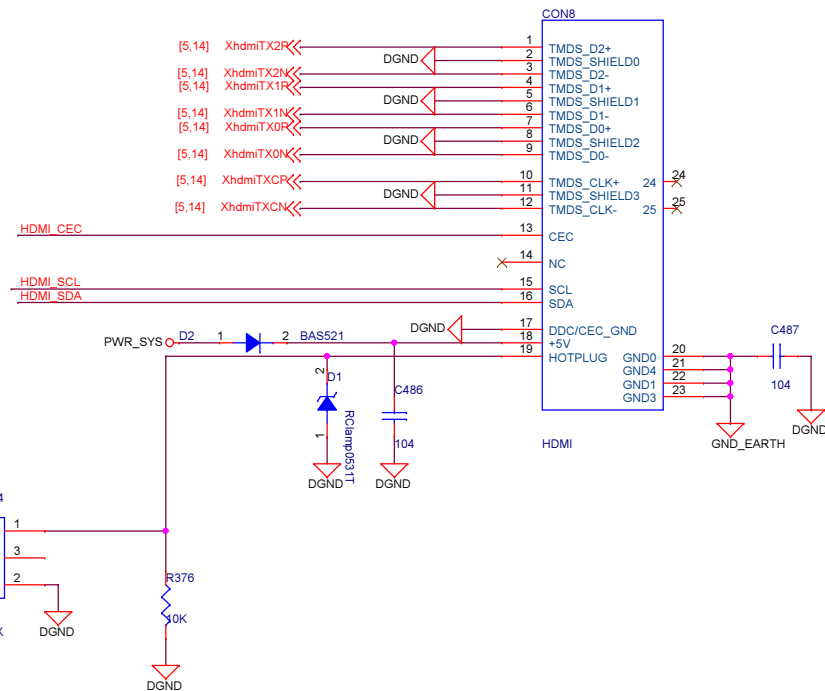 CON8
[5,14] XhdmiTX2P 1 TMDS_D2+
DGND 2 TMDS_SHIELD0
[5,14] XhdmiTX2N 3 TMDS_D2-
[5,14] XhdmiTX1P 4 TMDS_D1+
DGND 5 TMDS_SHIELD1
[5,14] XhdmiTX1N 6 TMDS_D1-
[5,14] XhdmiTX0P 7 TMDS_D0+
DGND 8 TMDS_SHIELD2
[5,14] XhdmiTX0N 9 TMDS_D0-
[5,14] XhdmiTXCP 10 TMDS_CLK+ 24 24
DGND 11 TMDS_SHIELD3
[5,14] XhdmiTXCN 12 TMDS_CLK- 25 25
HDMI_CEC 13 CEC
14 NC
HDMI_SCL 15 SCL
HDMI_SDA 16 SDA
DGND 17 DDC/CEC_GND
PWR_SYS D2 1 2 BAS521 18 +5V
19 HOTPLUG GND0 20
GND4 21
GND1 22
GND3 23
C487
104
DGND
GND_EARTH
HDMI
2 D1
1 RClamp0531T
DGND
C486
104
DGND
4
1
3
2
DGND
X
R376
10K
DGND